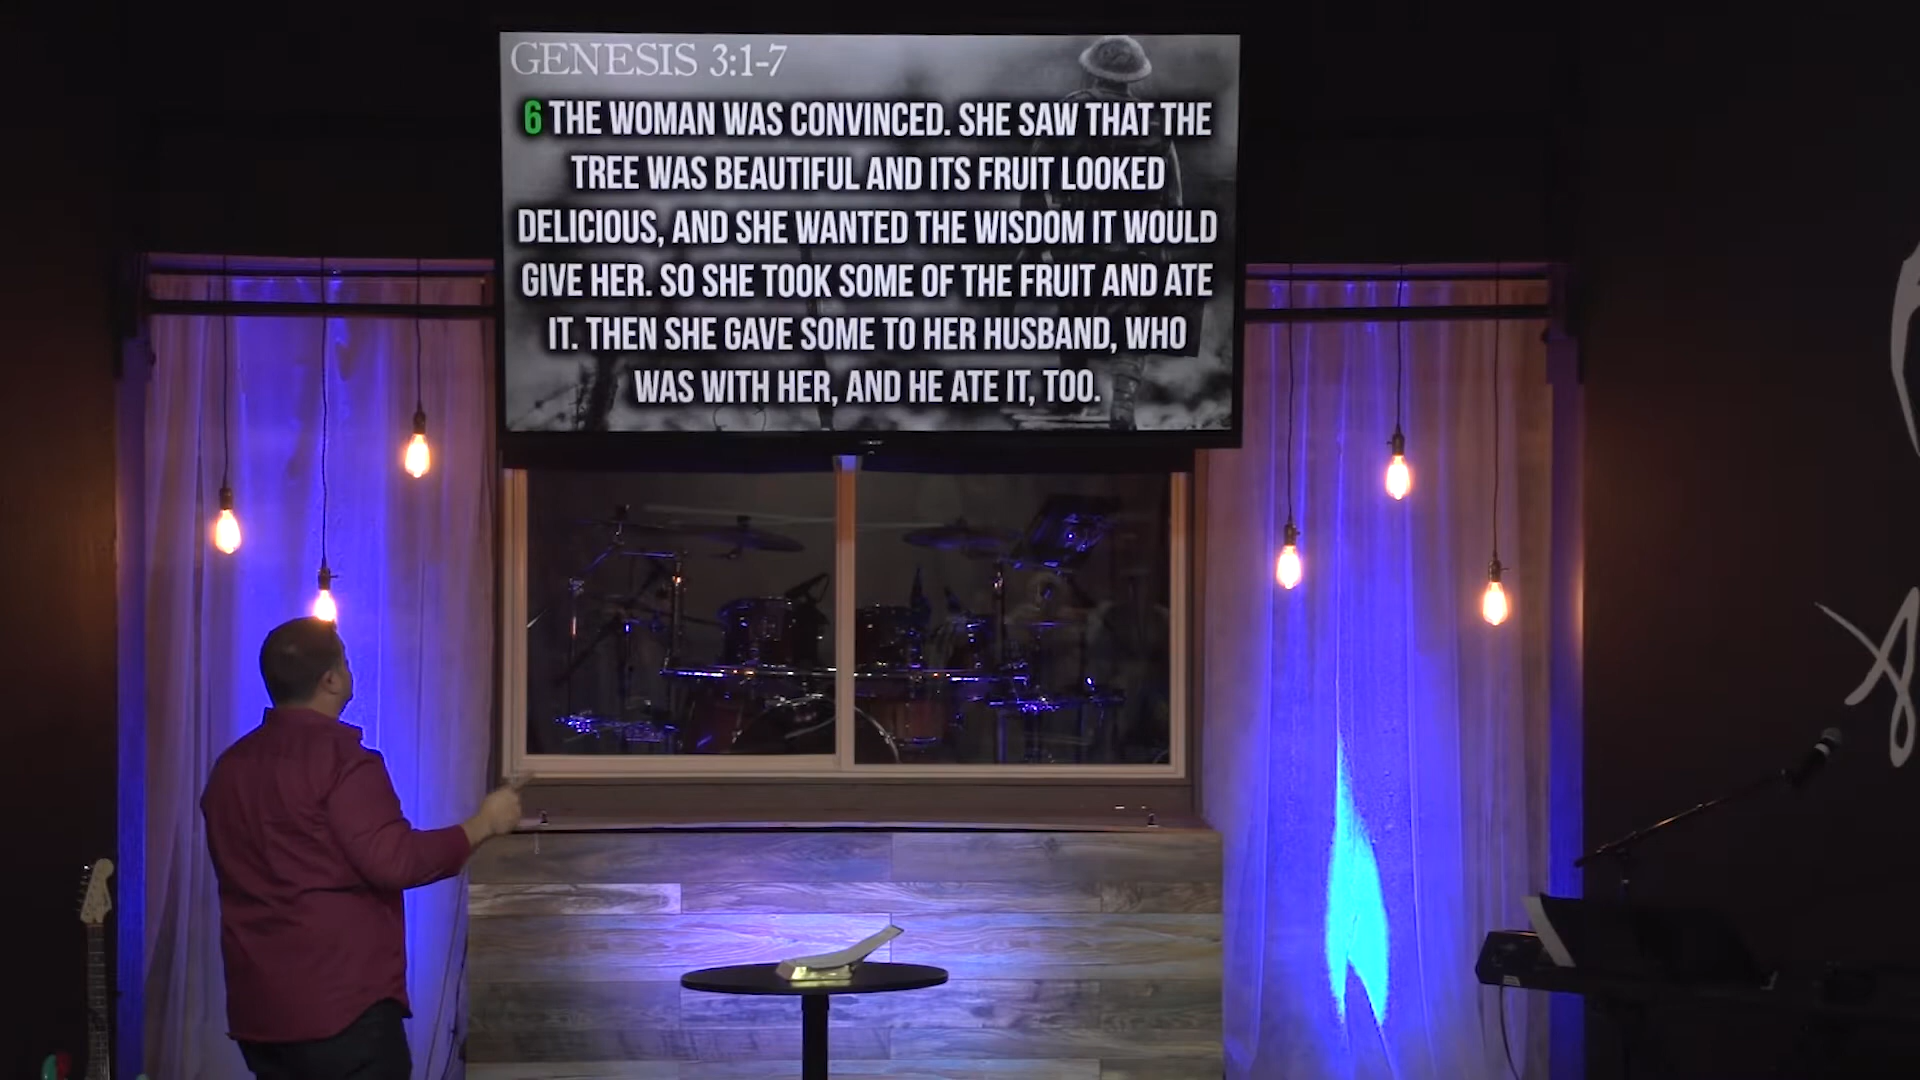 GENESIS 3:1-7
6 THE WOMAN WAS CONVINCED. SHE SAW THAT THE
TREE WAS BEAUTIFUL AND ITS FRUIT LOOKED
DELICIOUS, AND SHE WANTED THE WISDOM IT WOULD
GIVE HER. SO SHE TOOK SOME OF THE FRUIT AND ATE
IT. THEN SHE GAVE SOME TO HER HUSBAND, WHO
WAS WITH HER, AND HE ATE IT, TOO.